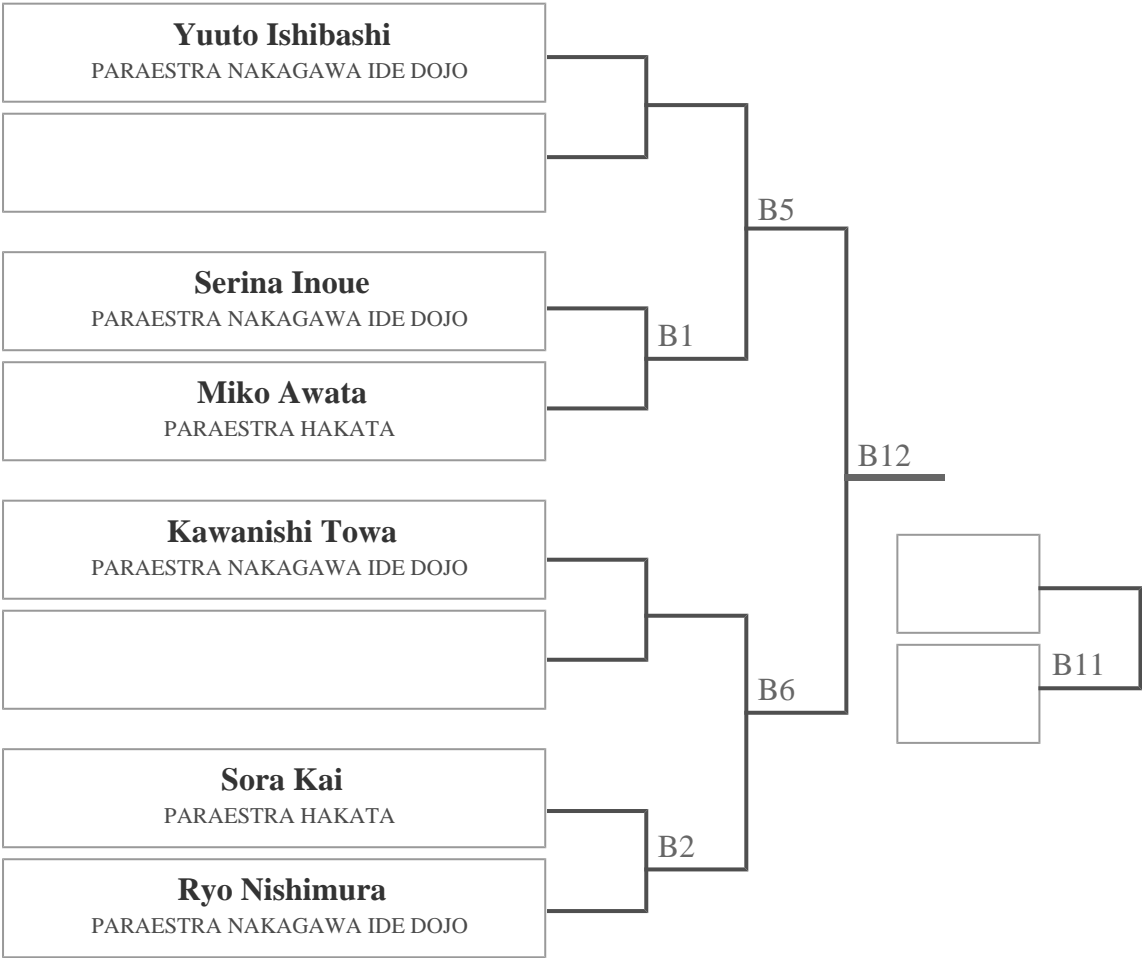 Yuuto Ishibashi
PARAESTRA NAKAGAWA IDE DOJO
B5
Serina Inoue
PARAESTRA NAKAGAWA IDE DOJO
B1
Miko Awata
PARAESTRA HAKATA
B12
Kawanishi Towa
PARAESTRA NAKAGAWA IDE DOJO
B11
B6
Sora Kai
PARAESTRA HAKATA
B2
Ryo Nishimura
PARAESTRA NAKAGAWA IDE DOJO